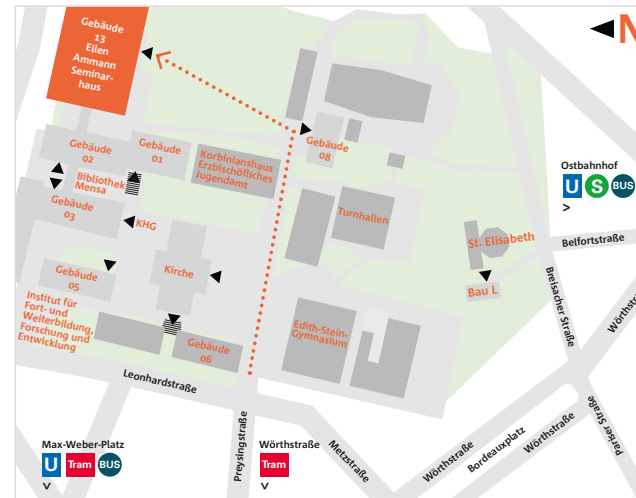 Gebäude
13
Ellen
Ammann
Seminar-
haus
N
Gebäude
02
Gebäude
01
Korbinianshaus
Erzbischöfliches
Jugendamt
Gebäude
08
Bibliothek
Mensa
Gebäude
03
KHG
Kirche
Turnhallen
St. Elisabeth
Bau L
Ostbahnhof
U S BUS
>
Belfortstraße
Breisacher Straße
Gebäude
05
Institut für
Fort- und
Weiterbildung,
Forschung und
Entwicklung
Gebäude
06
Edith-Stein-
Gymnasium
Leonhardstraße
Preysingstraße
Metzstraße
Wörthstraße
Bordeauxplatz
Wörthstraße
Pariser Straße
Max-Weber-Platz
U Tram BUS
v
Wörthstraße
Tram
v